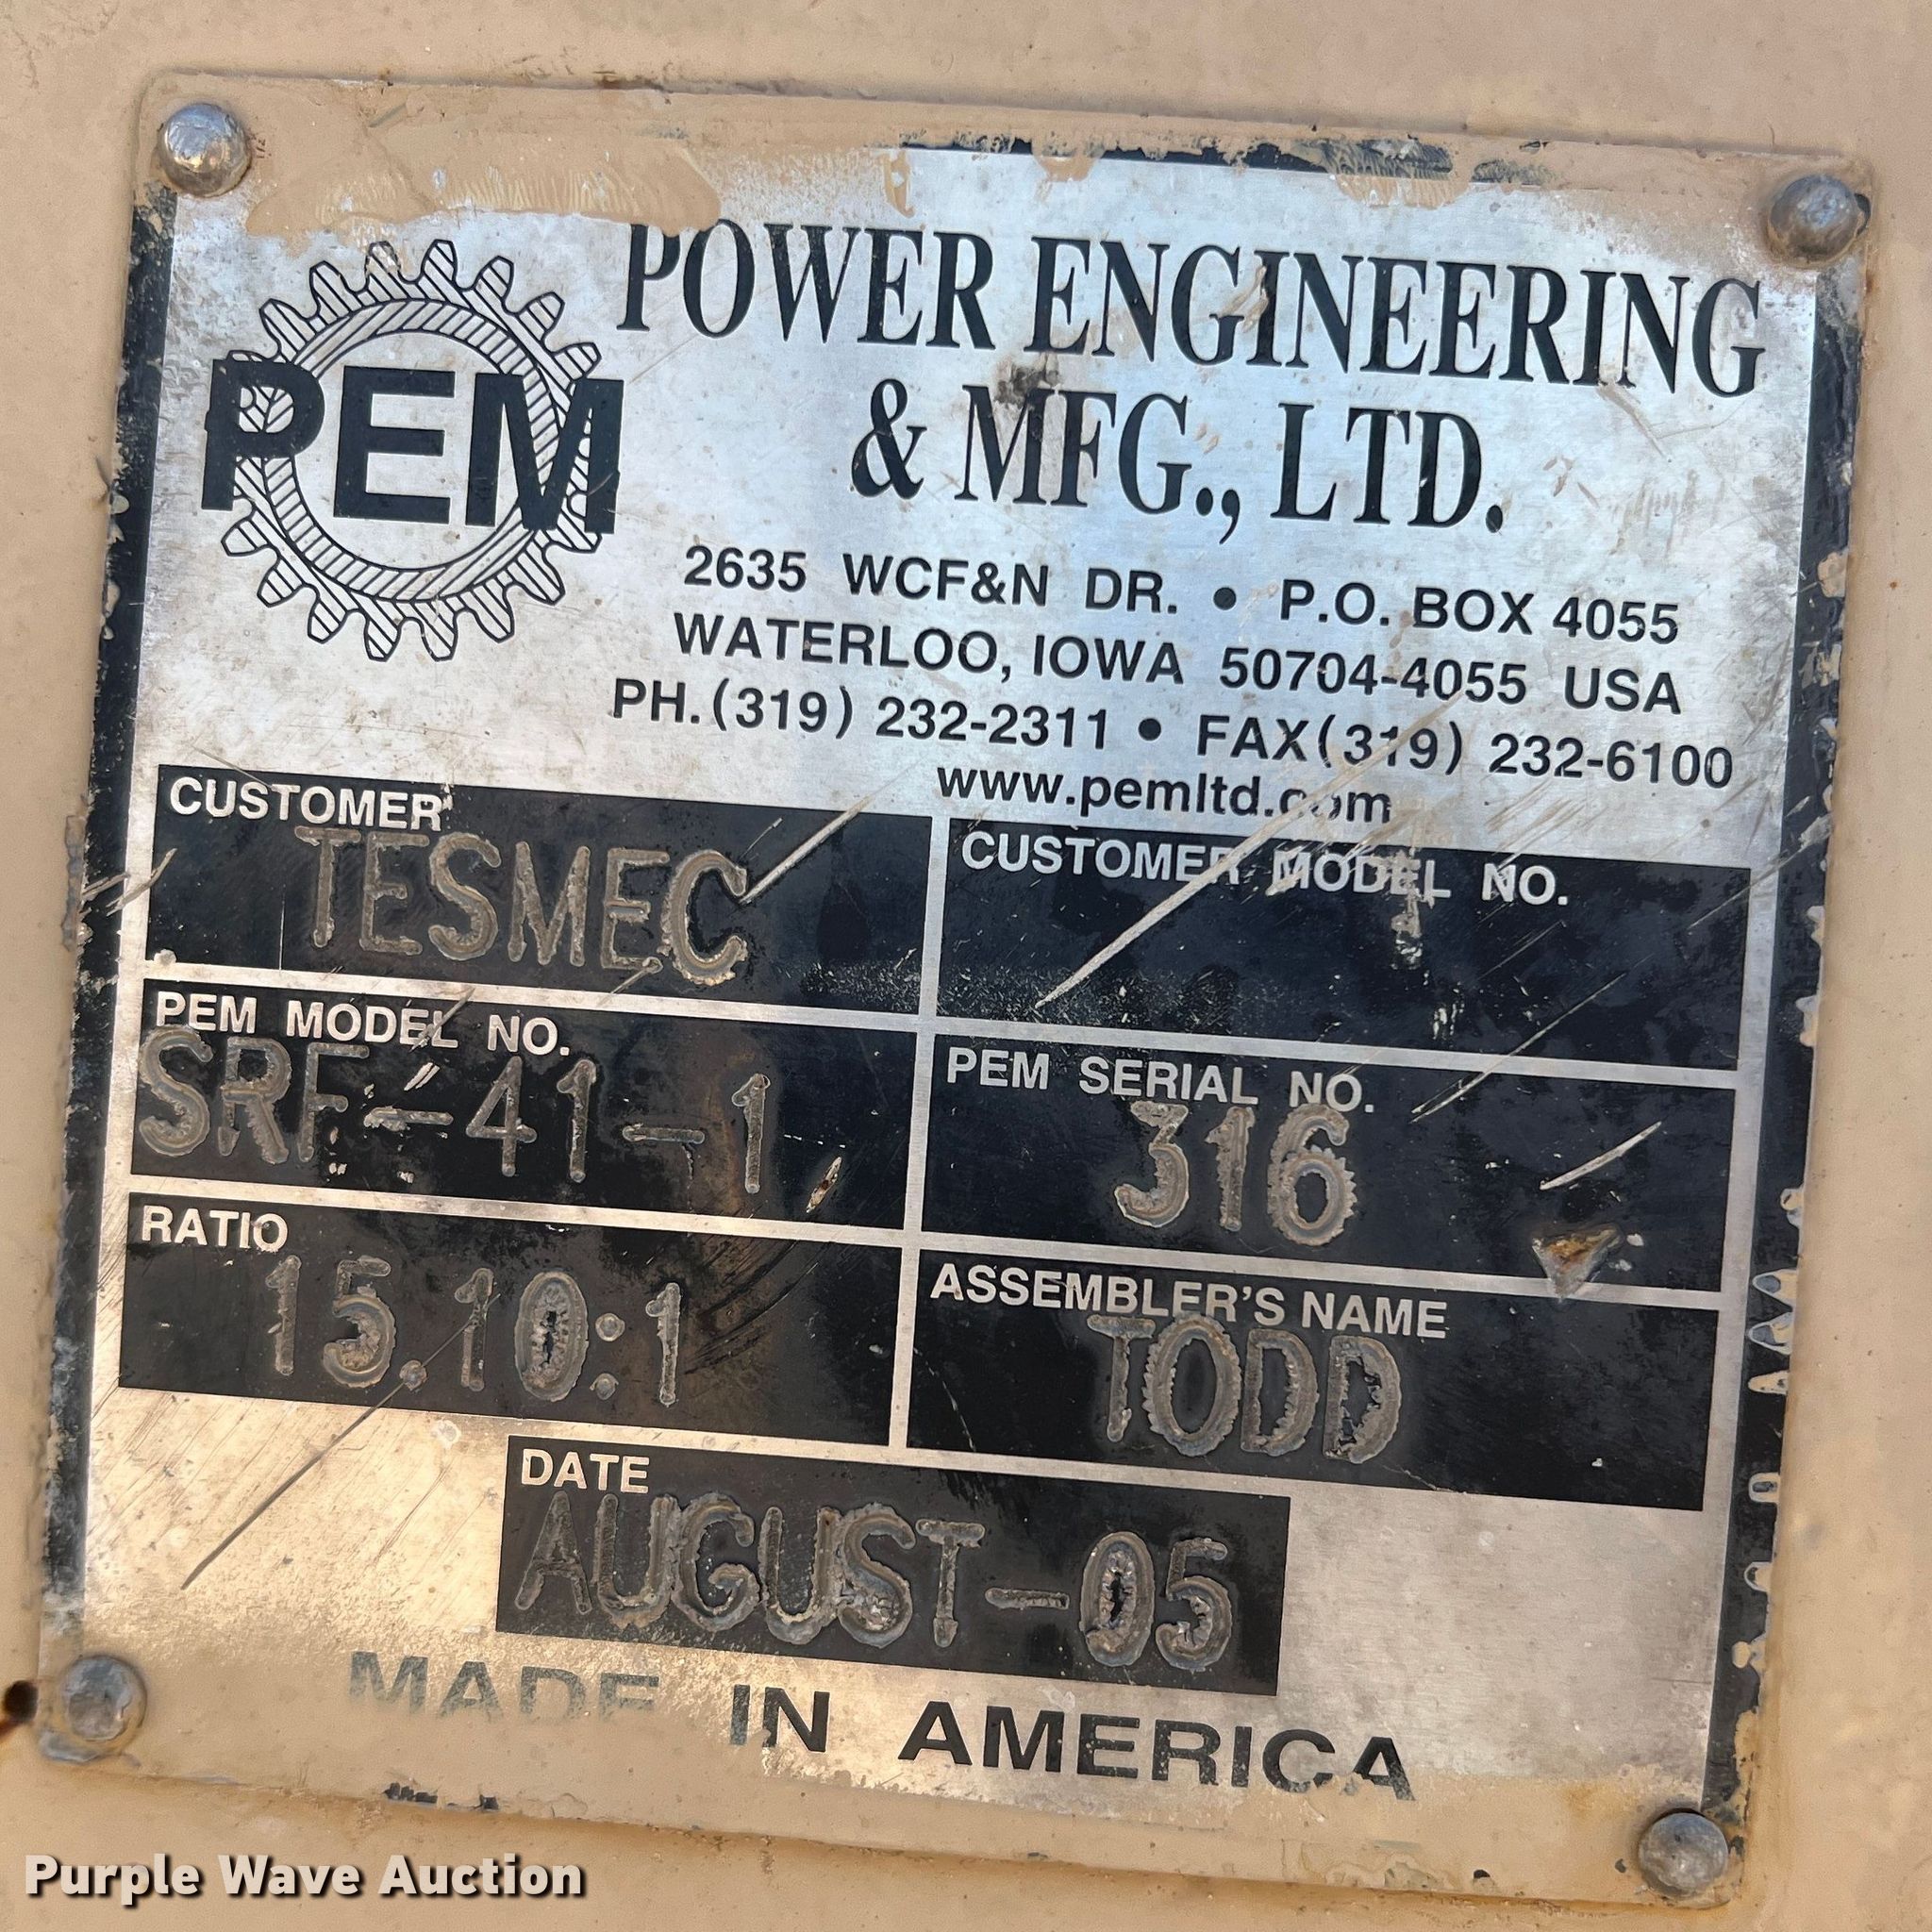 PEM
POWER ENGINEERING
& MFG., LTD.
2635 WCF&N DR. • P.O. BOX 4055
WATERLOO, IOWA 50704-4055 USA
PH.(319) 232-2311 • FAX(319) 232-6100
www.pemltd.com
CUSTOMER
TESMEC
CUSTOMER MODEL NO.
PEM MODEL NO.
SRF-41-1
PEM SERIAL NO.
316
RATIO
15.10:1
ASSEMBLER'S NAME
TODD
DATE
AUGUST-05
MADE IN AMERICA
Purple Wave Auction